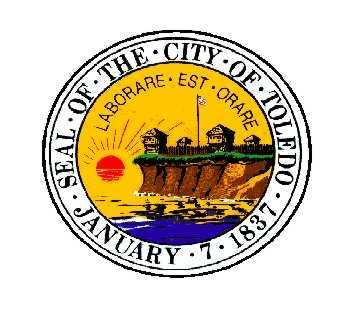 SEAL · OF · THE · CITY · OF · TOLEDO
LABORARE · EST · ORARE
· JANUARY · 7 · 1837 ·